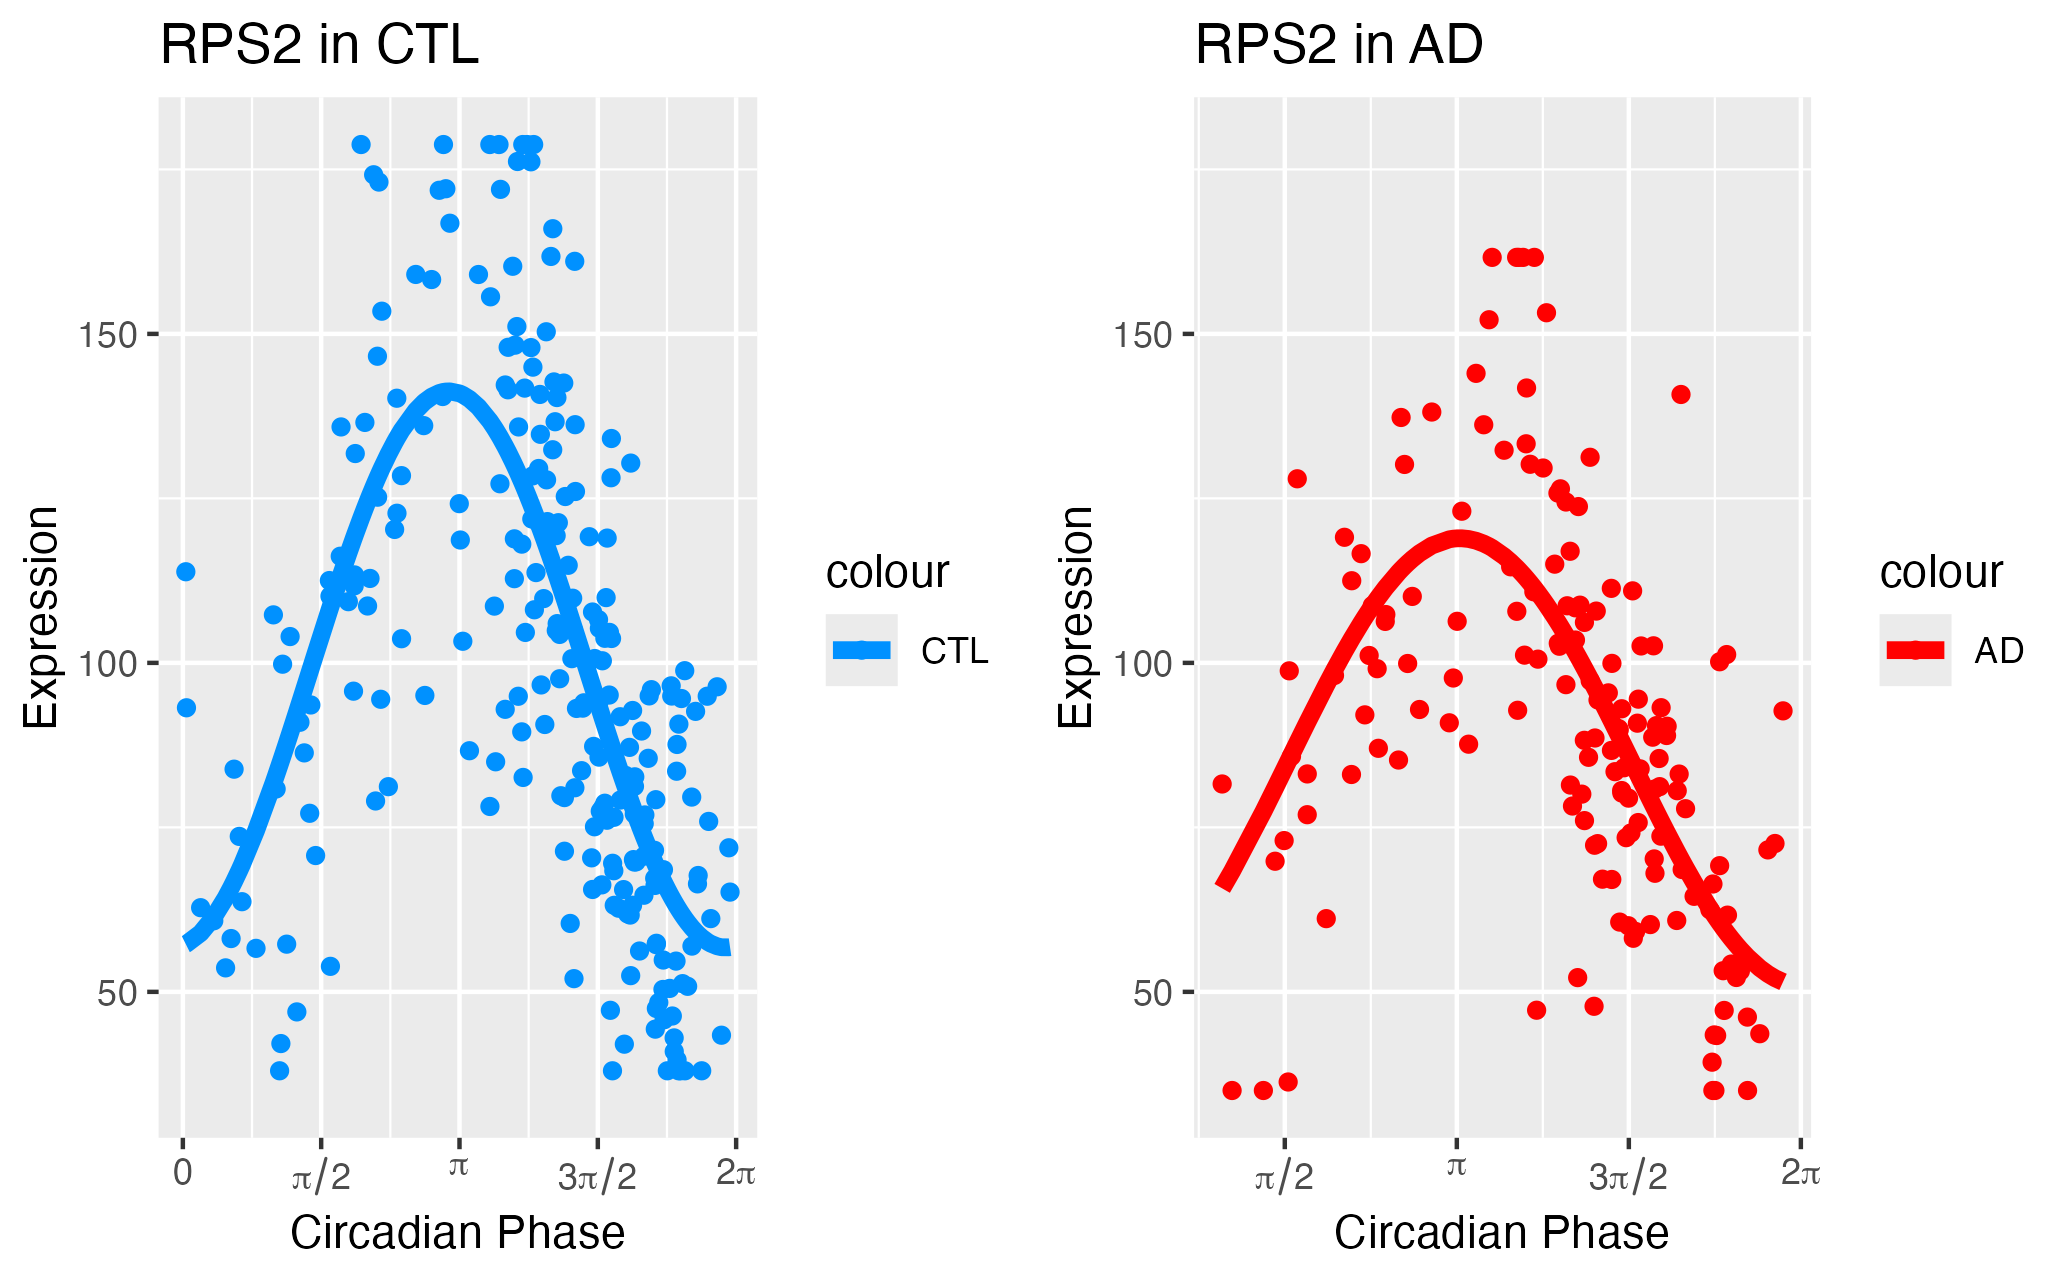 RPS2 in CTL
Expression
150
100
50
0
π/2
π
3π/2
2π
Circadian Phase
colour
CTL
RPS2 in AD
Expression
150
100
50
π/2
π
3π/2
2π
Circadian Phase
colour
AD